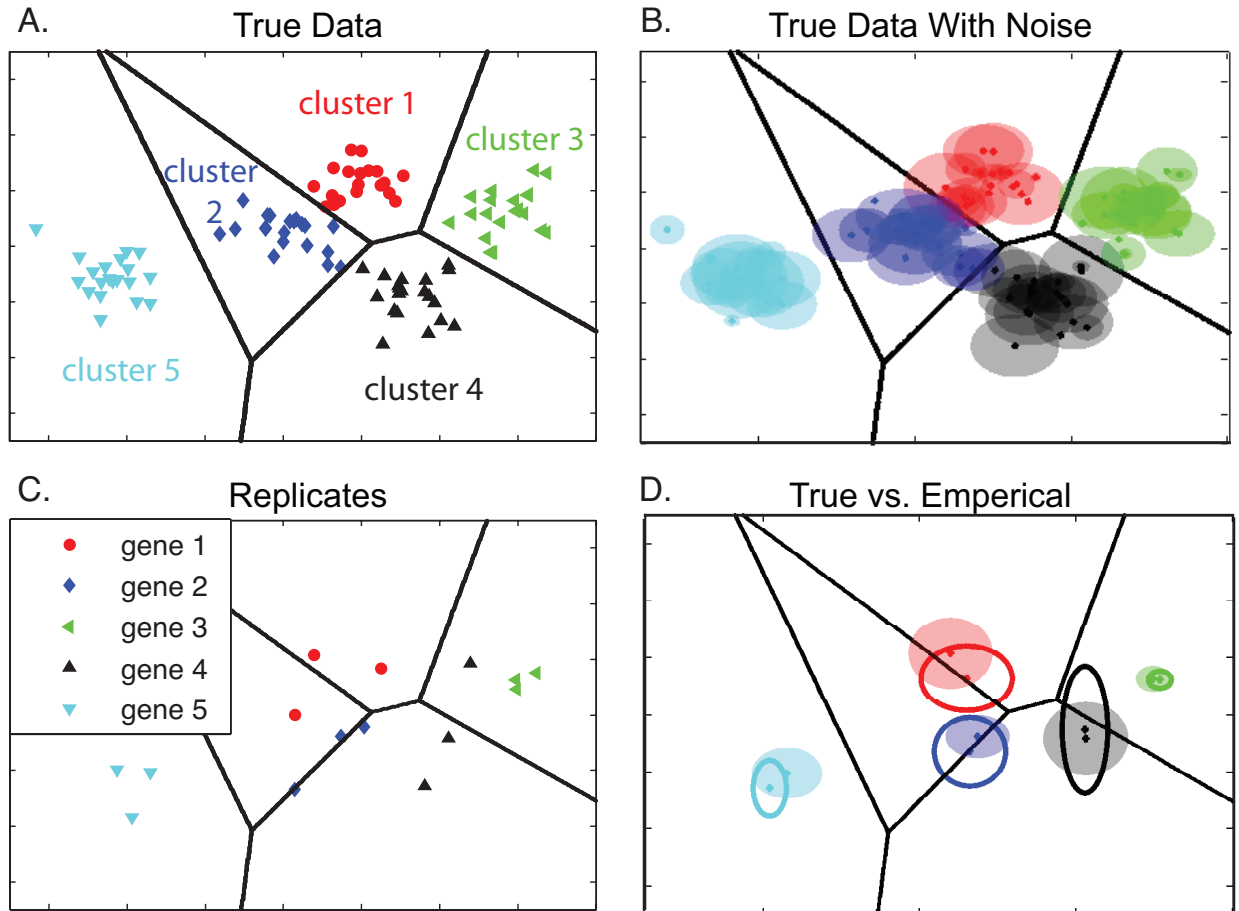 A.
True Data
cluster 1
cluster
2
cluster 3
cluster 5
cluster 4
B.
True Data With Noise
C.
Replicates
gene 1
gene 2
gene 3
gene 4
gene 5
D.
True vs. Emperical